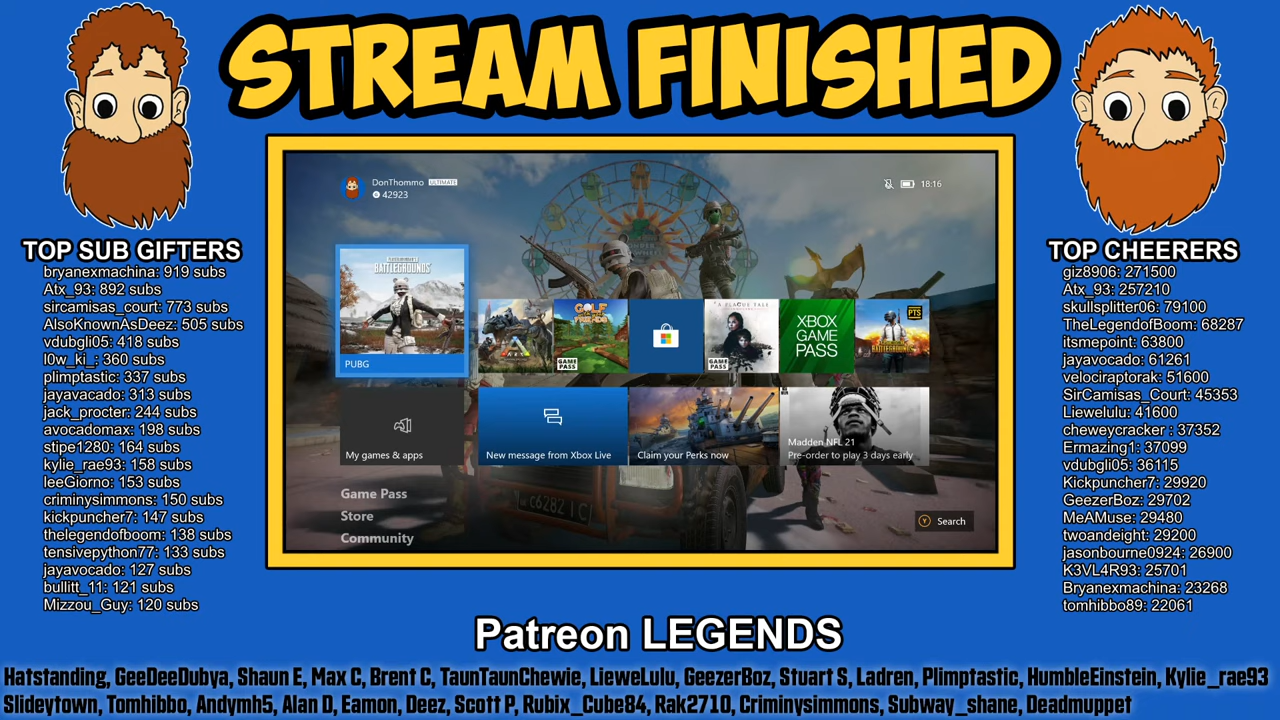 STREAM FINISHED
TOP SUB GIFTERS
bryanexmachina: 919 subs
Atx_93: 892 subs
sircamisas_court: 773 subs
AlsoKnownAsDeez: 505 subs
vdubgli05: 418 subs
l0w_ki_: 360 subs
plimptastic: 337 subs
jayavacado: 313 subs
jack_procter: 244 subs
avocadomax: 198 subs
stipe1280: 164 subs
kylie_rae93: 158 subs
leeGiorno: 153 subs
criminysimmons: 150 subs
kickpuncher7: 147 subs
thelegendofboom: 138 subs
tensivepython77: 133 subs
jayavocado: 127 subs
bullitt_11: 121 subs
Mizzou_Guy: 120 subs
DonThommo ULTIMATE
G 42923
18:16
BATTLEGROUNDS
PUBG
ARK
GOLF
FRIENDS
GAME PASS
A PLAGUE TALE
GAME PASS
XBOX GAME PASS
PTS
BATTLEGROUNDS
My games & apps
New message from Xbox Live
Claim your Perks now
Madden NFL 21
Pre-order to play 3 days early
Game Pass
Store
Community
Y Search
TOP CHEERERS
giz8906: 271500
Atx_93: 257210
skullsplitter06: 79100
TheLegendofBoom: 68287
itsmepoint: 63800
jayavocado: 61261
velociraptorak: 51600
SirCamisas_Court: 45353
Liewelulu: 41600
cheweycracker : 37352
Ermazing1: 37099
vdubgli05: 36115
Kickpuncher7: 29920
GeezerBoz: 29702
MeAMuse: 29480
twoandeight: 29200
jasonbourne0924: 26900
K3VL4R93: 25701
Bryanexmachina: 23268
tomhibbo89: 22061
Patreon LEGENDS
Hatstanding, GeeDeeDubya, Shaun E, Max C, Brent C, TaunTaunChewie, LieweLulu, GeezerBoz, Stuart S, Ladren, Plimptastic, HumbleEinstein, Kylie_rae93
Slideytown, Tomhibbo, Andymh5, Alan D, Eamon, Deez, Scott P, Rubix_Cube84, Rak2710, Criminysimmons, Subway_shane, Deadmuppet